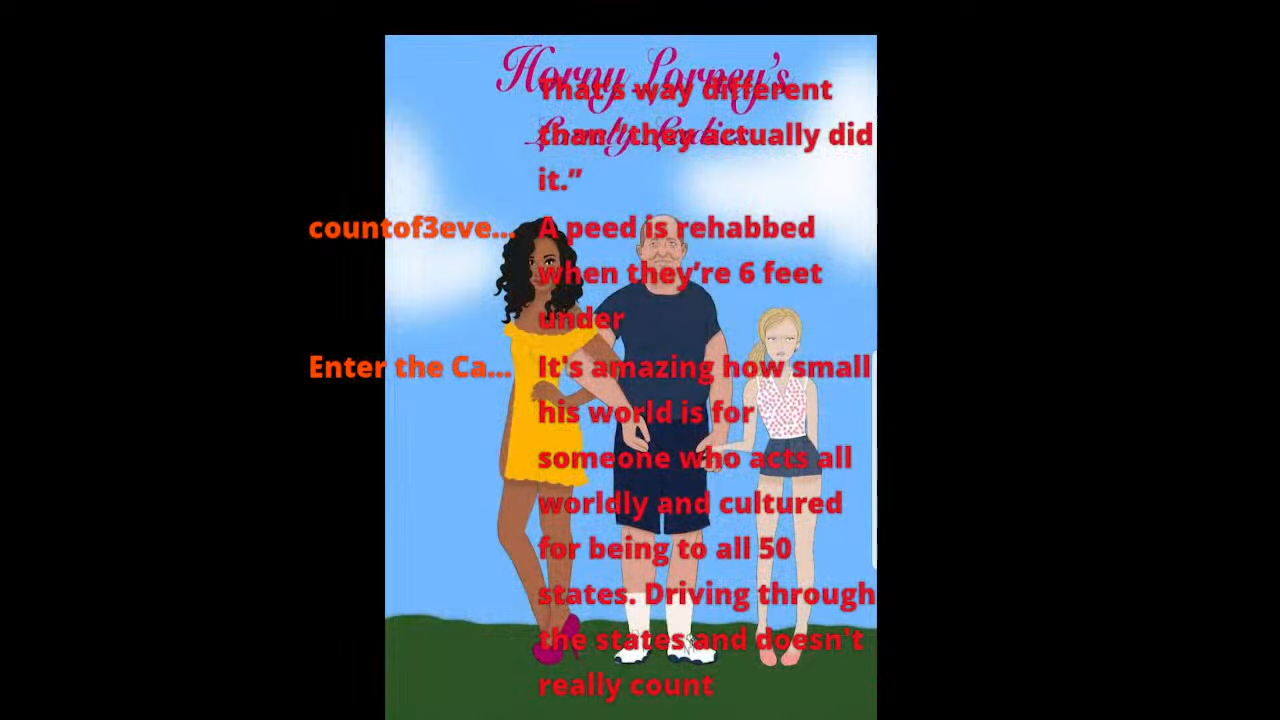 Horny Lorney's
Lonely Ladies
That's way different
than "they actually did
it.”
countof3eve... A peed is rehabbed
when they’re 6 feet
under
Enter the Ca... It's amazing how small
his world is for
someone who acts all
worldly and cultured
for being to all 50
states. Driving through
the states and doesn't
really count